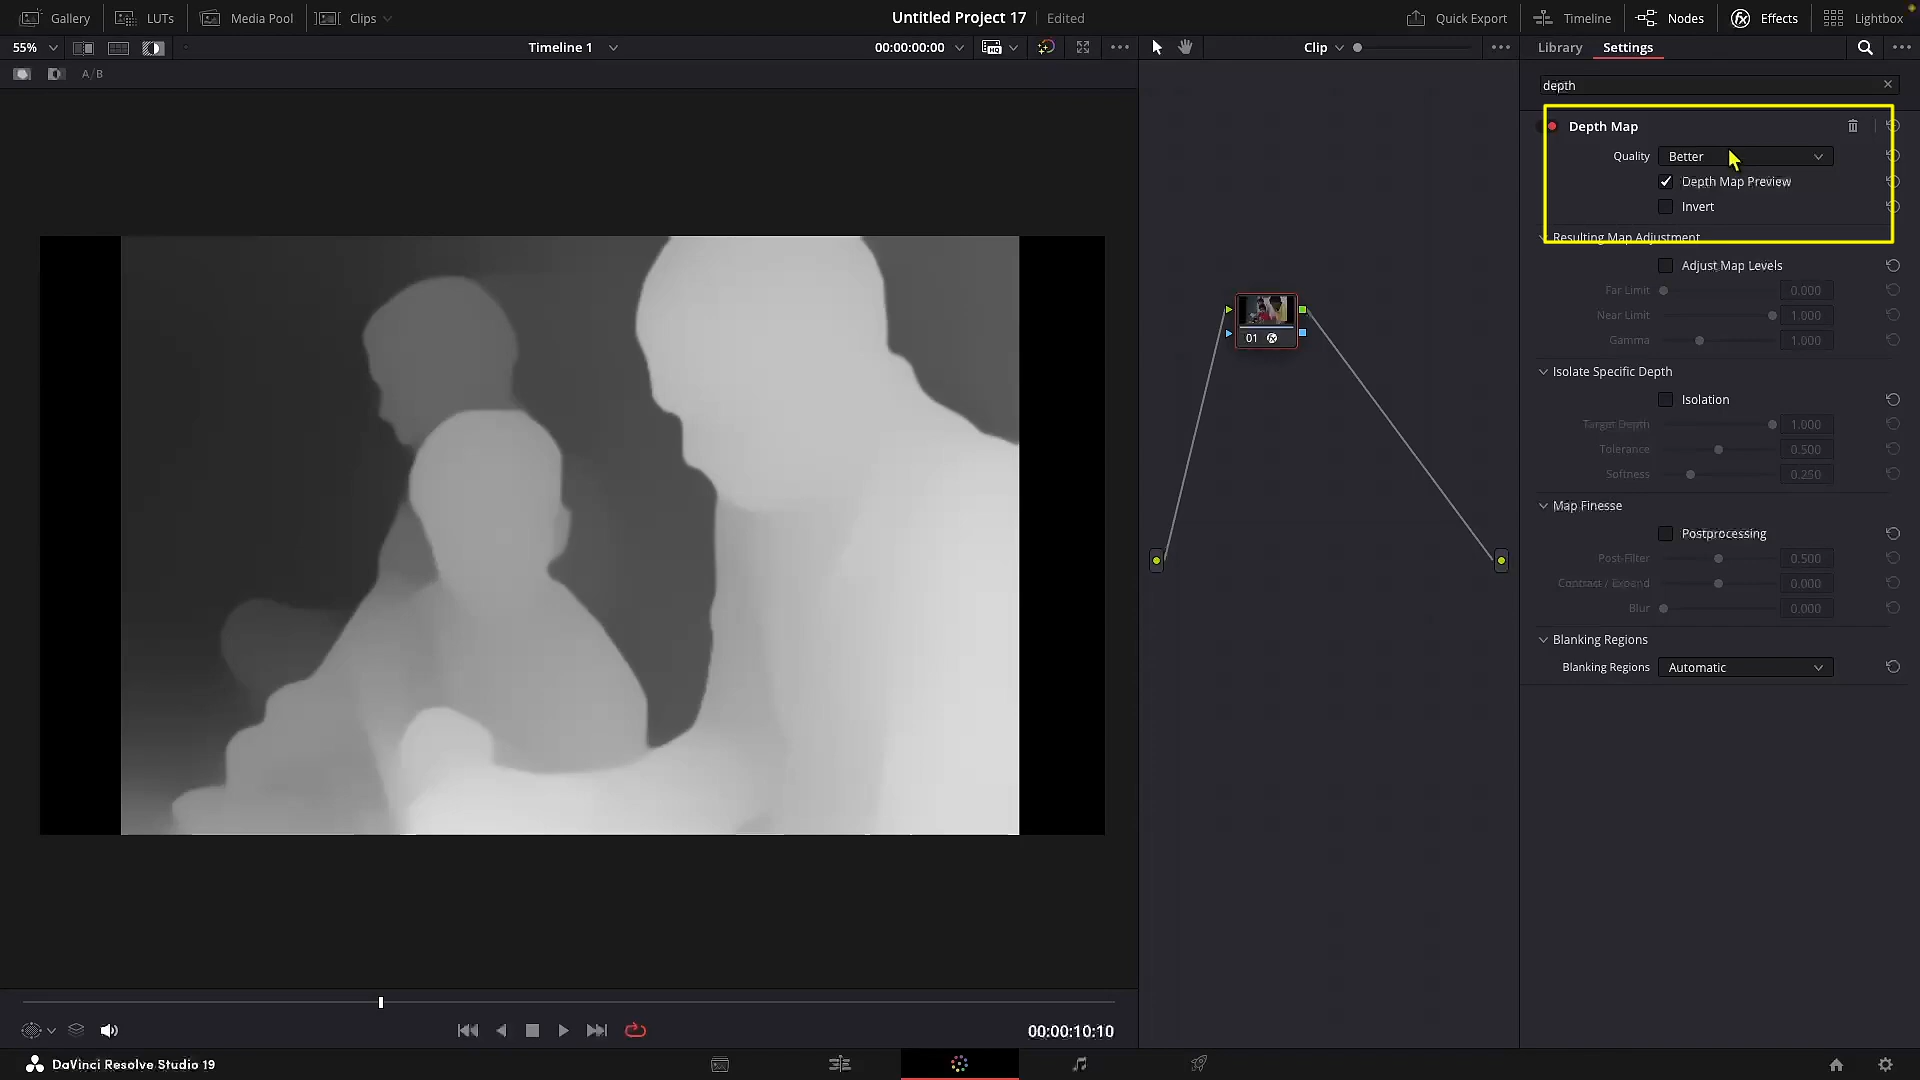 Gallery LUTs Media Pool Clips Untitled Project 17 Edited Quick Export Timeline Nodes Effects Lightbox
55% Timeline 1 00:00:00:00 HQ Clip Library Settings
A/B
depth
Depth Map
Quality Better
Depth Map Preview
Invert
Resulting Map Adjustment
Adjust Map Levels
Far Limit 0.000
Near Limit 1.000
Gamma 1.000
01
Isolate Specific Depth
Isolation
Target Depth 1.000
Tolerance 0.500
Softness 0.250
Map Finesse
Postprocessing
Post-Filter 0.500
Contract / Expand 0.000
Blur 0.000
Blanking Regions
Blanking Regions Automatic
00:00:10:10
DaVinci Resolve Studio 19